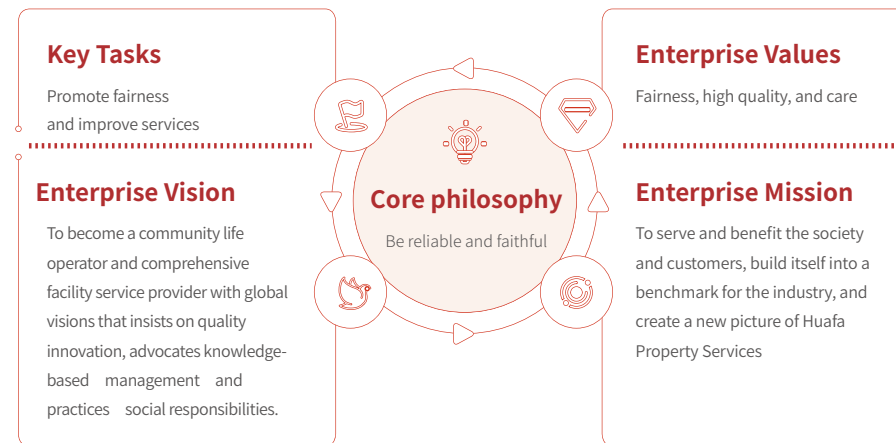 Key Tasks
Promote fairness
and improve services
Enterprise Vision
To become a community life
operator and comprehensive
facility service provider with global
visions that insists on quality
innovation, advocates knowledge-
based management and
practices social responsibilities.
Core philosophy
Be reliable and faithful
Enterprise Values
Fairness, high quality, and care
Enterprise Mission
To serve and benefit the society
and customers, build itself into a
benchmark for the industry, and
create a new picture of Huafa
Property Services